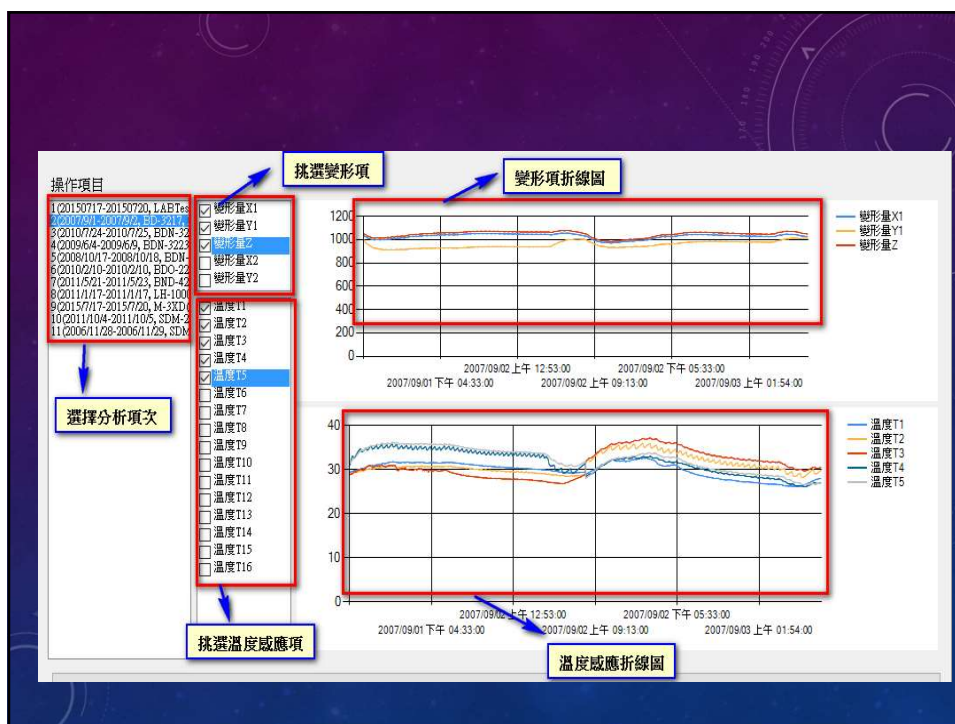 操作項目
挑選變形項
變形項折線圖
1(20150717-20150720, LABTes
2(2007/9/1-2007/9/2, BD-3217,
3(2010/7/24-2010/7/25, BDN-32
4(2009/6/4-2009/6/9, BDN-3223
5(2008/10/17-2008/10/18, BDN-
6(2010/2/10-2010/2/10, BDO-22
7(2011/5/21-2011/5/23, BND-42
8(2011/1/17-2011/1/17, LH-1000
9(2015/7/17-2015/7/20, M-3XD(
10(2011/10/4-2011/10/5, SDM-2
11(2006/11/28-2006/11/29, SDM
選擇分析項次
變形量X1
變形量Y1
變形量Z
變形量X2
變形量Y2
溫度T1
溫度T2
溫度T3
溫度T4
溫度T5
溫度T6
溫度T7
溫度T8
溫度T9
溫度T10
溫度T11
溫度T12
溫度T13
溫度T14
溫度T15
溫度T16
挑選溫度感應項
1200
1000
800
600
400
200
0
2007/09/02 上午 12:53:00
2007/09/02 下午 05:33:00
2007/09/01 下午 04:33:00
2007/09/02 上午 09:13:00
2007/09/03 上午 01:54:00
變形量X1
變形量Y1
變形量Z
40
30
20
10
0
2007/09/02 上午 12:53:00
2007/09/02 下午 05:33:00
2007/09/01 下午 04:33:00
2007/09/02 上午 09:13:00
2007/09/03 上午 01:54:00
溫度T1
溫度T2
溫度T3
溫度T4
溫度T5
溫度感應折線圖